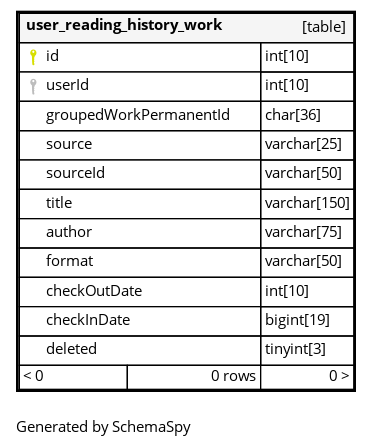 user_reading_history_work [table]
id int[10]
userId int[10]
groupedWorkPermanentId char[36]
source varchar[25]
sourceId varchar[50]
title varchar[150]
author varchar[75]
format varchar[50]
checkOutDate int[10]
checkInDate bigint[19]
deleted tinyint[3]
< 0 0 rows 0 >
Generated by SchemaSpy